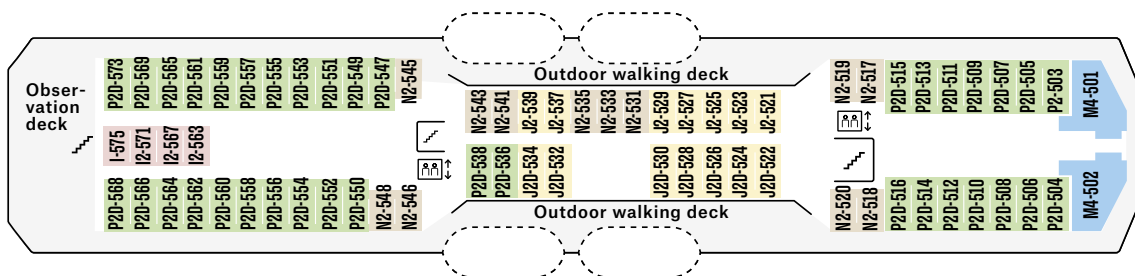 Obser-
vation
deck
P2D-573
P2D-569
P2D-565
P2D-561
P2D-559
P2D-557
P2D-555
P2D-553
P2D-551
P2D-549
P2D-547
N2-545
I-575
I2-571
I2-567
I2-563
P2D-568
P2D-566
P2D-564
P2D-562
P2D-560
P2D-558
P2D-556
P2D-554
P2D-552
P2D-550
N2-548
N2-546
Outdoor walking deck
N2-543
N2-541
J2-539
J2-537
N2-535
N2-533
N2-531
J2-529
J2-527
J2-525
J2-523
J2-521
P2D-538
P2D-536
J2D-534
J2D-532
J2D-530
J2D-528
J2D-526
J2D-524
J2D-522
Outdoor walking deck
N2-519
N2-517
P2D-515
P2D-513
P2D-511
P2D-509
P2D-507
P2D-505
P2-503
M4-501
N2-520
N2-518
P2D-516
P2D-514
P2D-512
P2D-510
P2D-508
P2D-506
P2D-504
M4-502